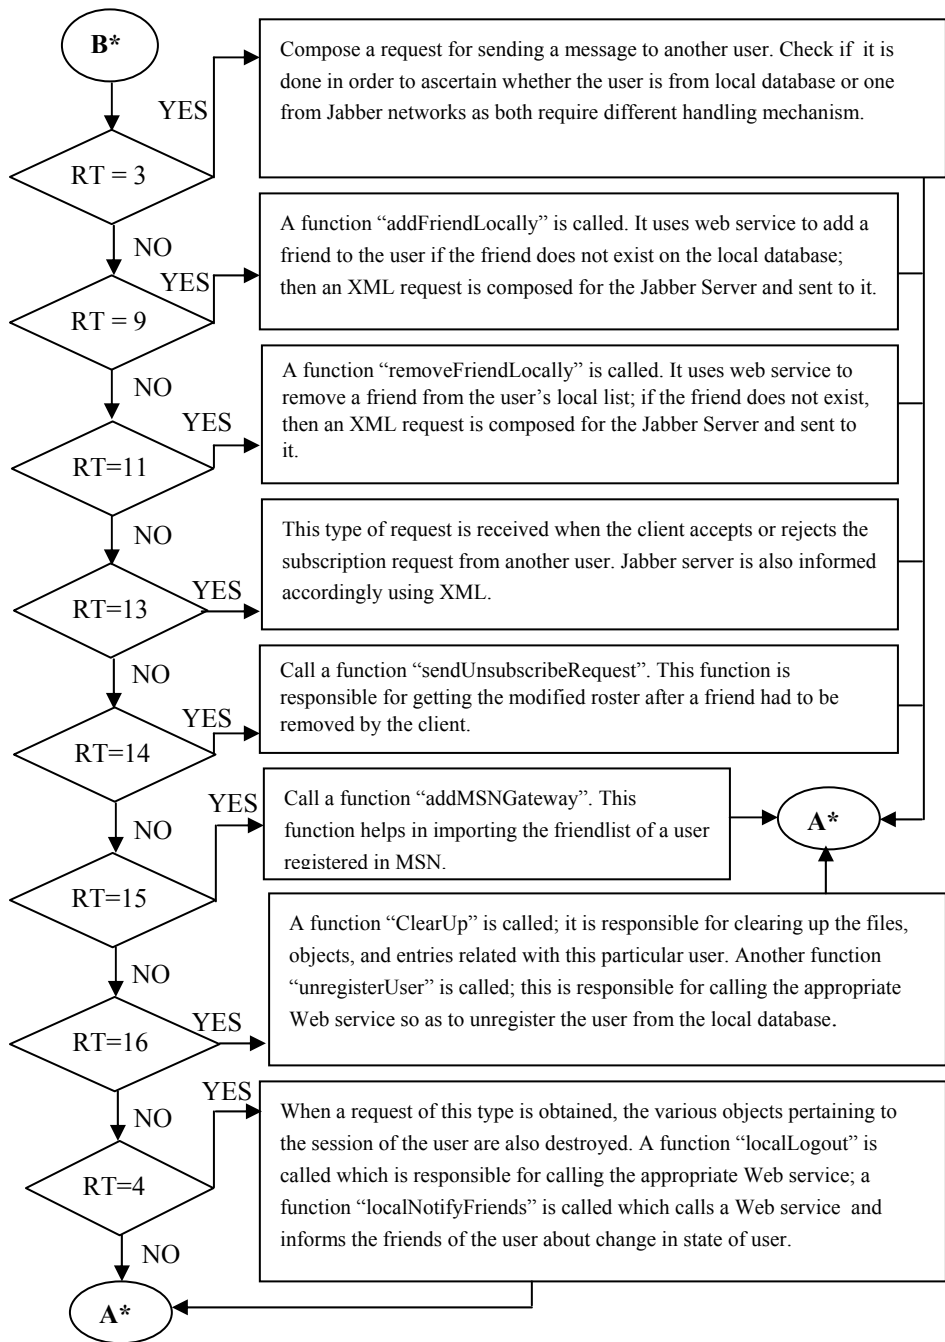 B*
YES
Compose a request for sending a message to another user. Check if it is
done in order to ascertain whether the user is from local database or one
from Jabber networks as both require different handling mechanism.
RT = 3
NO
YES
A function “addFriendLocally” is called. It uses web service to add a
friend to the user if the friend does not exist on the local database;
then an XML request is composed for the Jabber Server and sent to it.
RT = 9
NO
YES
A function “removeFriendLocally” is called. It uses web service to
remove a friend from the user’s local list; if the friend does not exist,
then an XML request is composed for the Jabber Server and sent to
it.
RT=11
NO
This type of request is received when the client accepts or rejects the
subscription request from another user. Jabber server is also informed
accordingly using XML.
RT=13
YES
NO
YES
Call a function “sendUnsubscribeRequest”. This function is
responsible for getting the modified roster after a friend had to be
removed by the client.
RT=14
NO
YES
Call a function “addMSNGateway”. This
function helps in importing the friendlist of a user
registered in MSN.
A*
RT=15
NO
A function “ClearUp” is called; it is responsible for clearing up the files,
objects, and entries related with this particular user. Another function
“unregisterUser” is called; this is responsible for calling the appropriate
Web service so as to unregister the user from the local database.
RT=16
YES
NO
YES
When a request of this type is obtained, the various objects pertaining to
the session of the user are also destroyed. A function “localLogout” is
called which is responsible for calling the appropriate Web service; a
function “localNotifyFriends” is called which calls a Web service and
informs the friends of the user about change in state of user.
RT=4
NO
A*